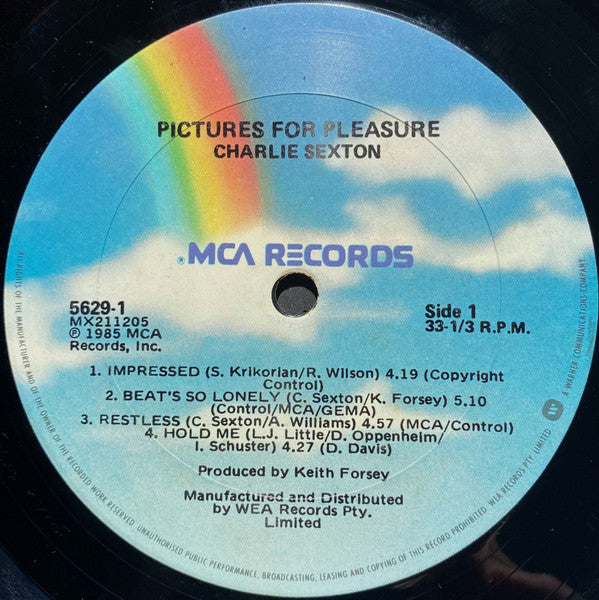 PICTURES FOR PLEASURE
CHARLIE SEXTON
®MCA RECORDS
5629-1
MX211205
℗ 1985 MCA
Records, Inc.
Side 1
33-1/3 R.P.M.
1. IMPRESSED (S. Krikorian/R. Wilson) 4.19 (Copyright
Control)
2. BEAT'S SO LONELY (C. Sexton/K. Forsey) 5.10
(Control/MCA/GEMA)
3. RESTLESS (C. Sexton/A. Williams) 4.57 (MCA/Control)
4. HOLD ME (L.J. Little/D. Oppenheim/
I. Schuster) 4.27 (D. Davis)
Produced by Keith Forsey
Manufactured and Distributed
by WEA Records Pty.
Limited
All RIGHTS OF THE MANUFACTURER AND OF THE OWNER OF THE RECORDED WORK RESERVED. UNAUTHORISED PUBLIC PERFORMANCE, BROADCASTING, LEASING AND COPYING OF THIS RECORD PROHIBITED. WEA RECORDS PTY. LIMITED
A WARNER COMMUNICATIONS COMPANY.